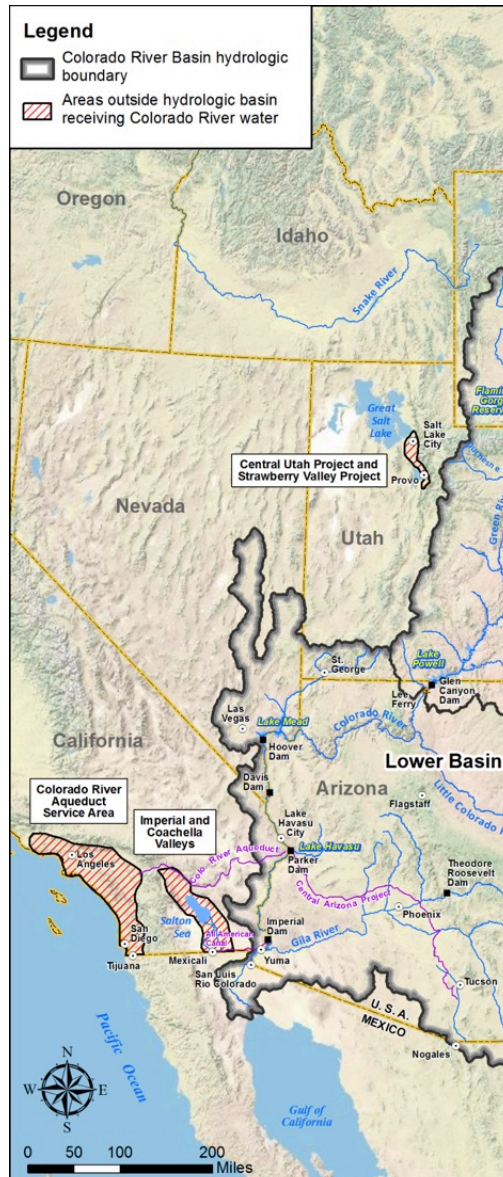 Legend
Colorado River Basin hydrologic
boundary
Areas outside hydrologic basin
receiving Colorado River water
Oregon
Idaho
Snake River
Great
Salt
Lake
Salt
Lake
City
Central Utah Project and
Strawberry Valley Project
Provo
Nevada
Utah
Green
St.
George
Lake
Powell
Glen
Canyon
Dam
Lee
Ferry
Las
Vegas
Lake Mead
Hoover
Dam
Colorado River
California
Lower Basin
Davis
Dam
Arizona
Colorado River
Aqueduct
Service Area
Imperial and
Coachella
Valleys
Flagstaff
Little Colorado
Lake
Havasu
City
Los
Angeles
Lake Havasu
Parker
Dam
Central Arizona Project
Theodore
Roosevelt
Dam
Phoenix
Salton
Sea
San
Diego
All American
Canal
Imperial
Dam
Gila River
Tijuana
Mexicali
Yuma
San Luis
Rio Colorado
Tucson
U. S. A.
MEXICO
Nogales
Pacific Ocean
Gulf of
California
N
W
E
S
0 50 100 200
Miles